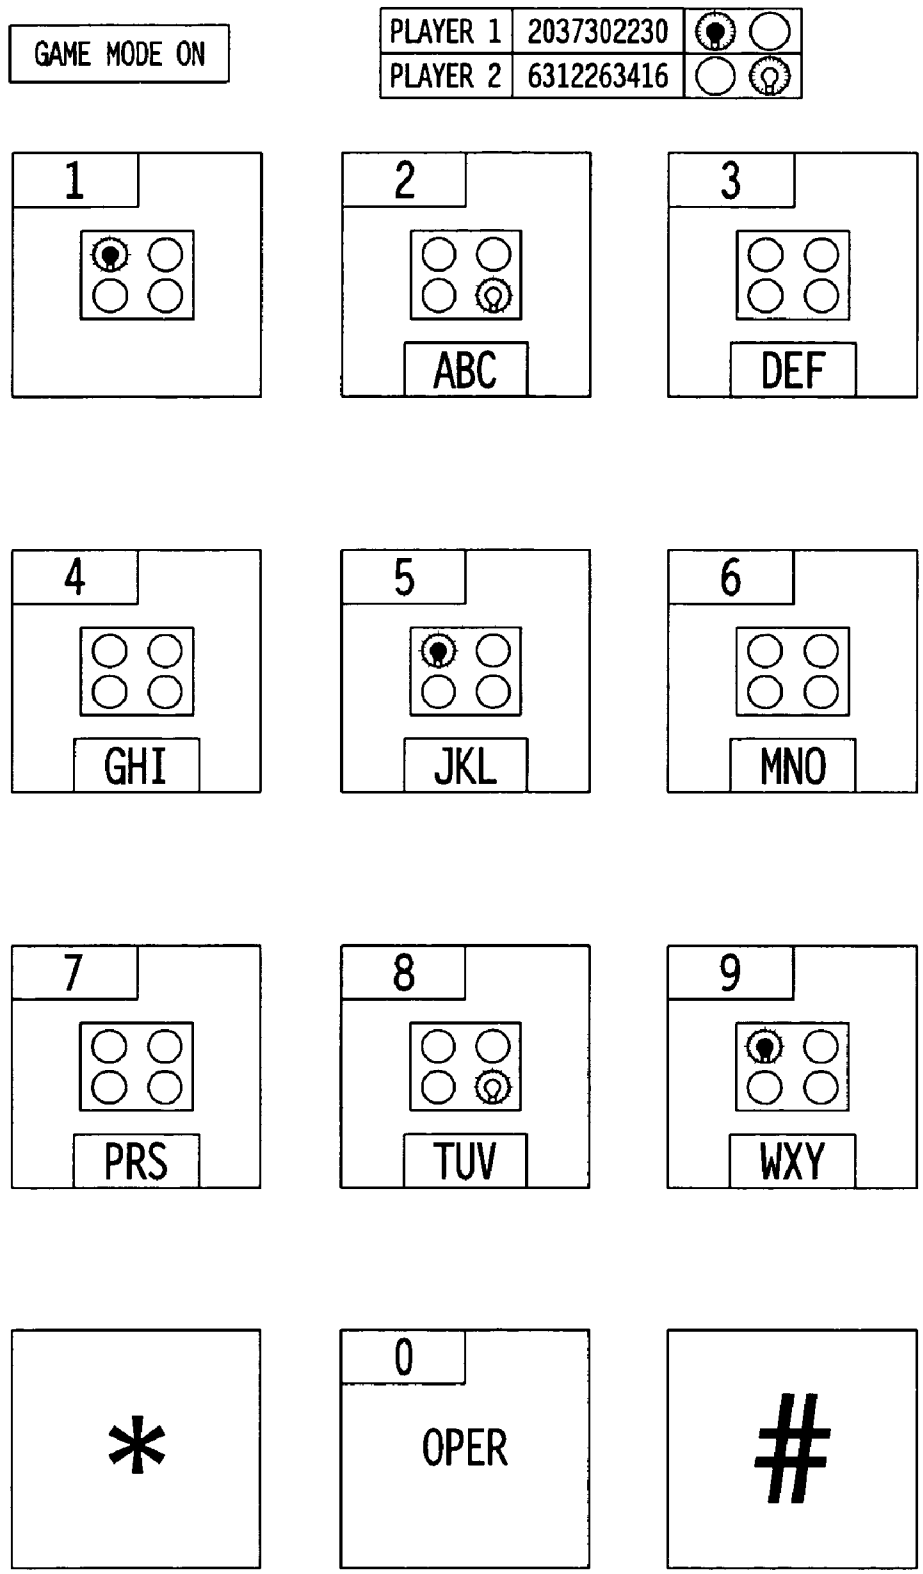 GAME MODE ON
PLAYER 1 2037302230
PLAYER 2 6312263416
1 2 3
ABC DEF
4 5 6
GHI JKL MNO
7 8 9
PRS TUV WXY
0
* OPER #